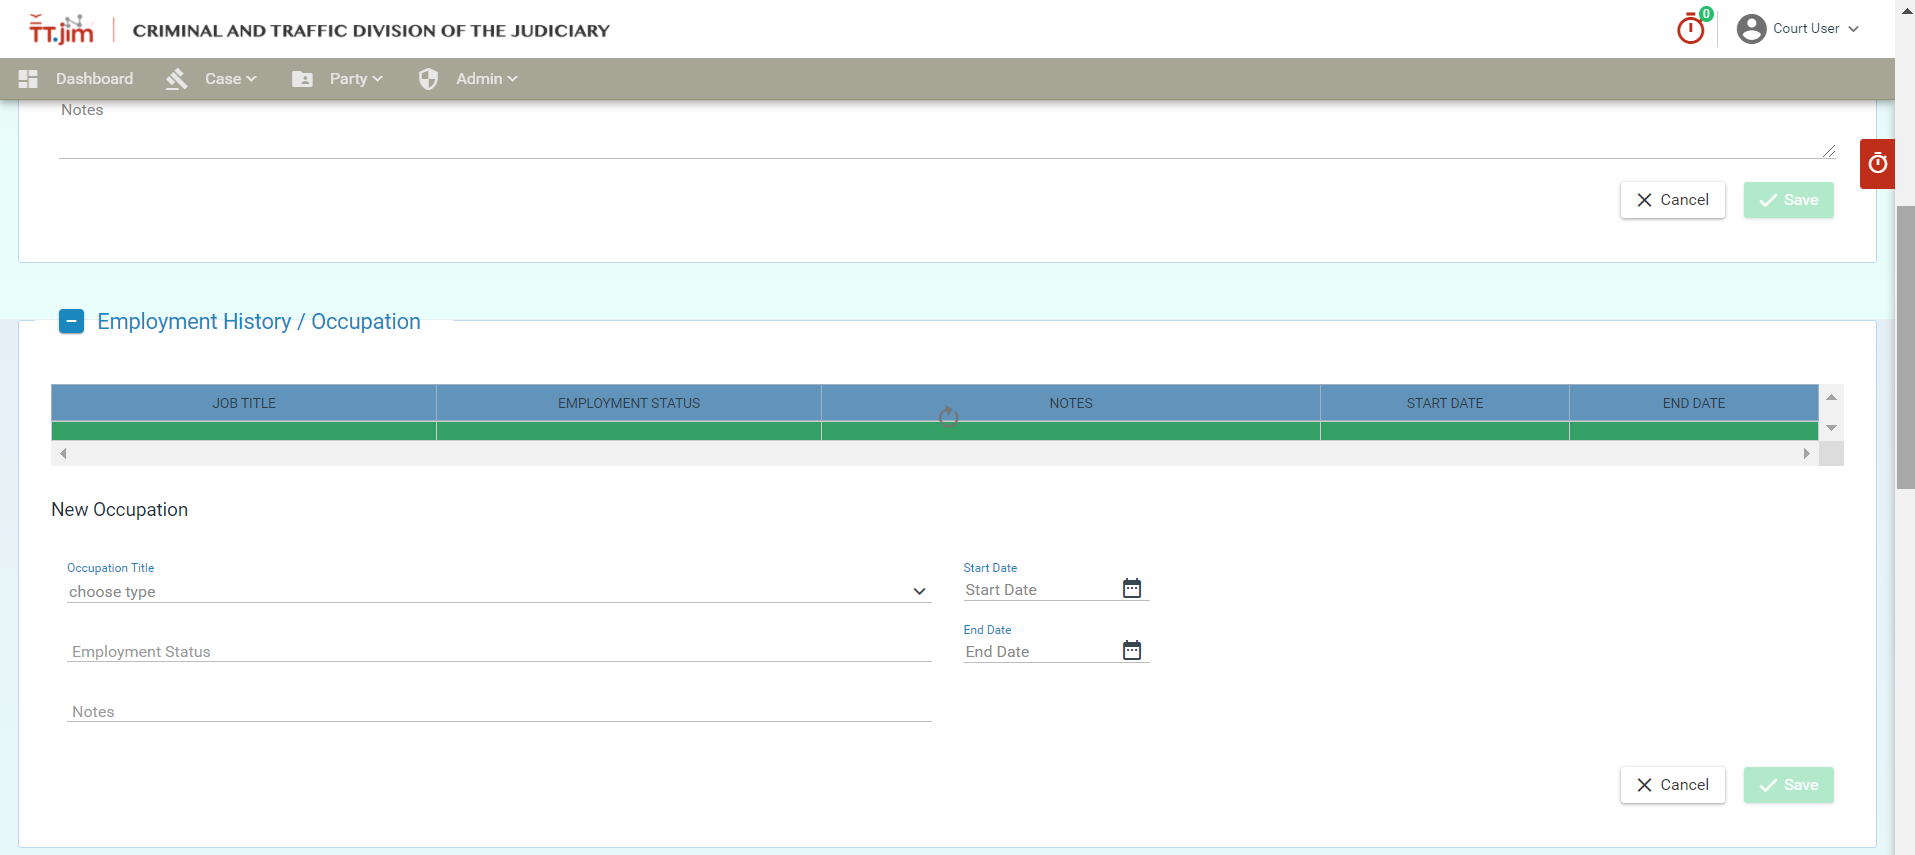 TT.jim
CRIMINAL AND TRAFFIC DIVISION OF THE JUDICIARY
0
Court User
Dashboard
Case
Party
Admin
Notes
Cancel
Save
Employment History / Occupation
JOB TITLE
EMPLOYMENT STATUS
NOTES
START DATE
END DATE
New Occupation
Occupation Title
choose type
Start Date
Start Date
End Date
End Date
Employment Status
Notes
Cancel
Save